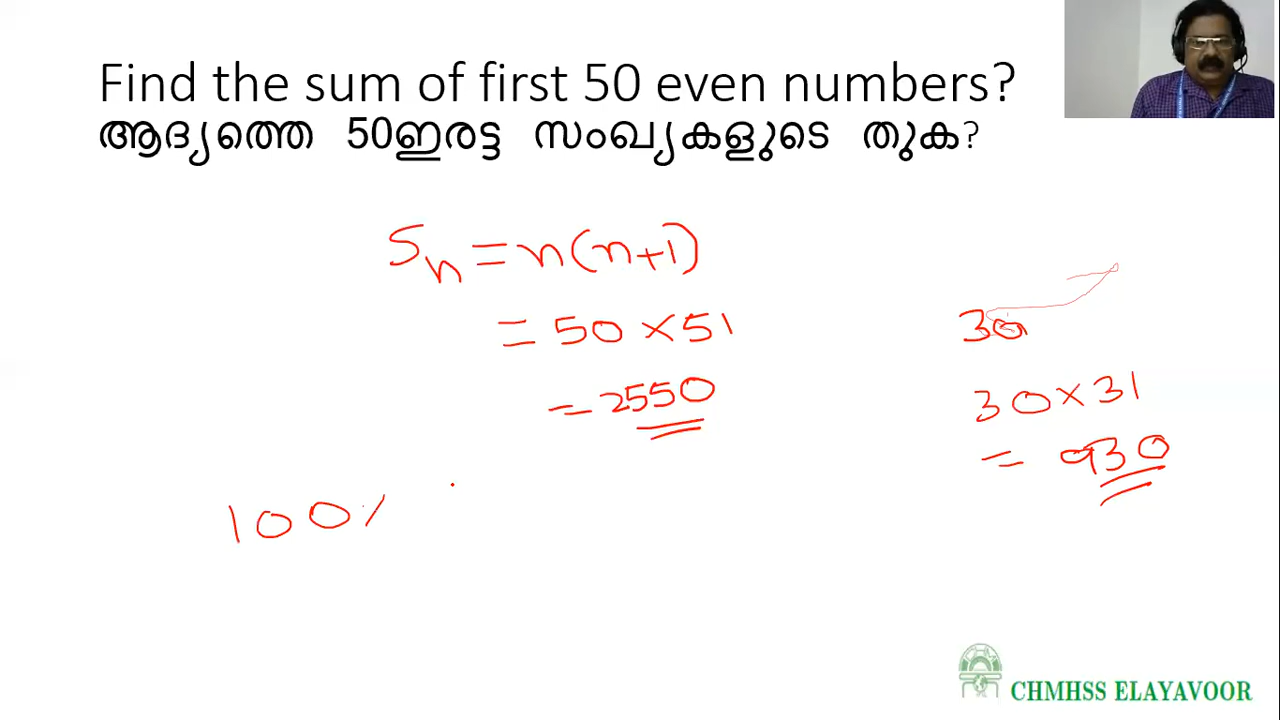 Find the sum of first 50 even numbers?
ആദ്യത്തെ 50ഇരട്ട സംഖ്യകളുടെ തുക?
Sn = n(n+1)
= 50 × 51
= 2550
30
30 × 31
= 930
100
CHMHSS ELAYAVOOR